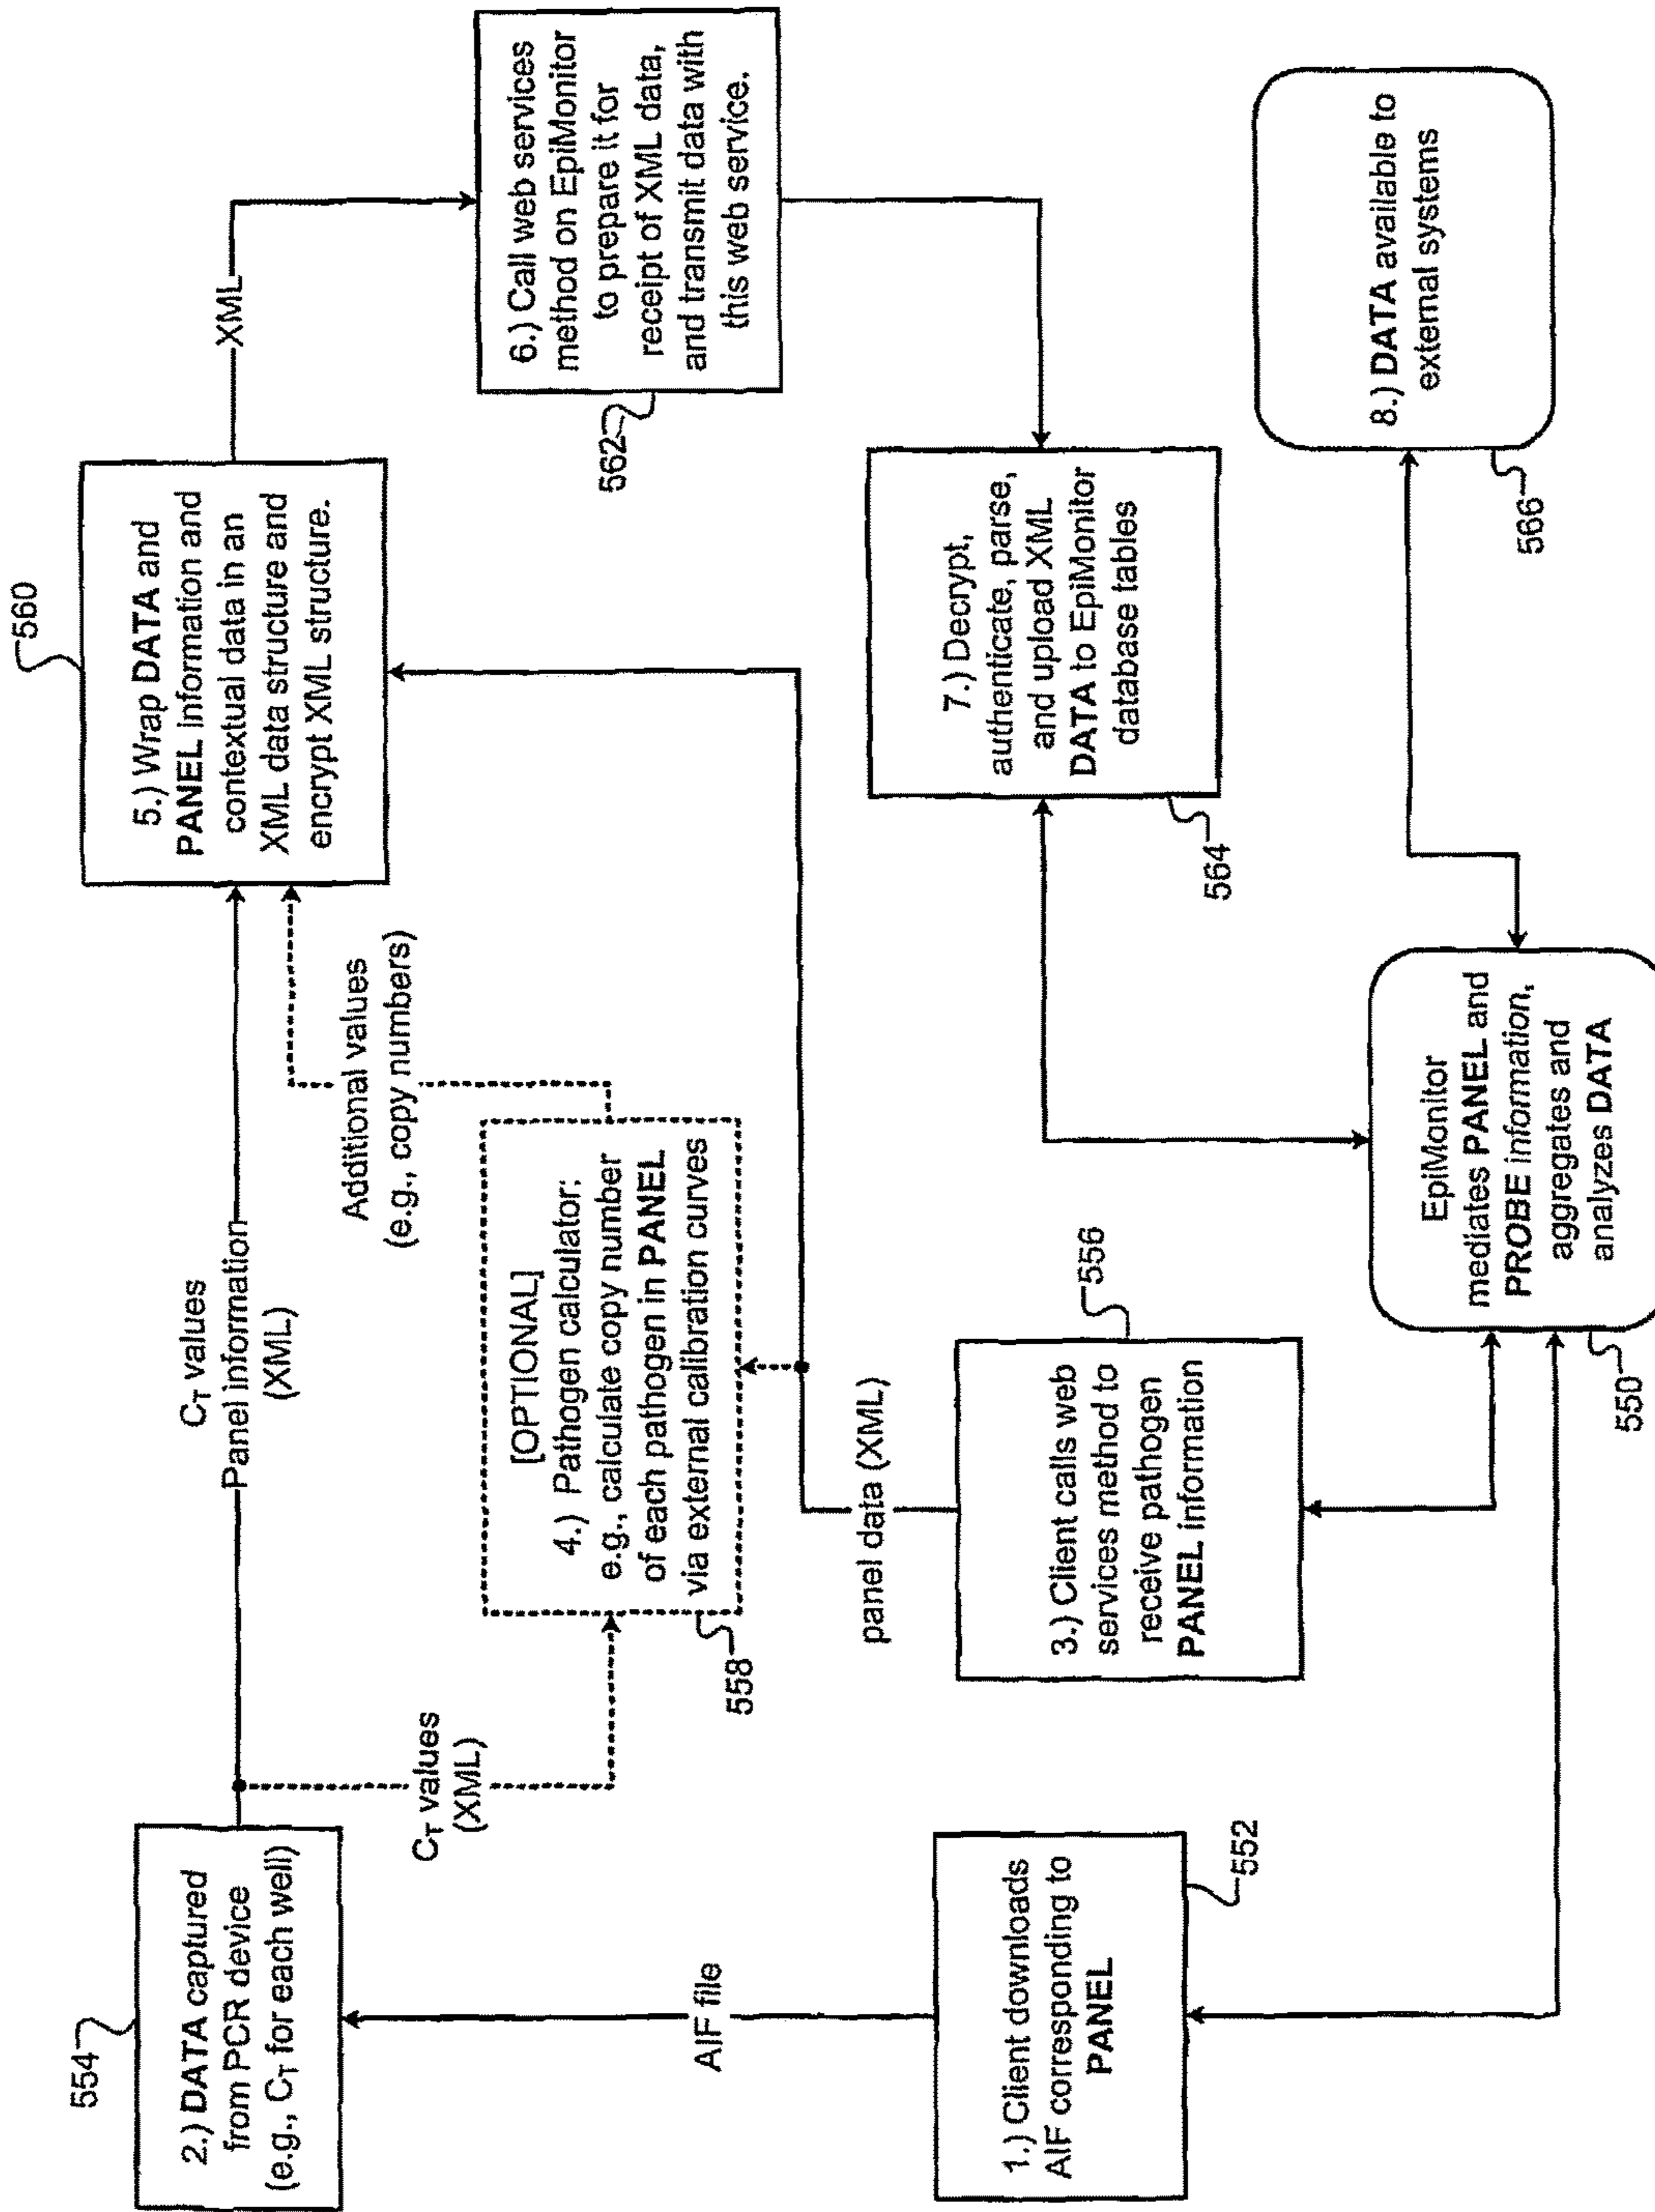 554
2.) DATA captured
from PCR device
(e.g., CT for each well)
CT values
Panel information
(XML)
560
5.) Wrap DATA and
PANEL information and
contextual data in an
XML data structure and
encrypt XML structure.
XML
CT values
(XML)
[OPTIONAL]
4.) Pathogen calculator:
e.g., calculate copy number
of each pathogen in PANEL
via external calibration curves
558
Additional values
(e.g., copy numbers)
6.) Call web services
method on EpiMonitor
to prepare it for
receipt of XML data,
and transmit data with
this web service.
562
AIF file
panel data (XML)
1.) Client downloads
AIF corresponding to
PANEL
552
3.) Client calls web
services method to
receive pathogen
PANEL information
556
7.) Decrypt,
authenticate, parse,
and upload XML
DATA to EpiMonitor
database tables
564
EpiMonitor
mediates PANEL and
PROBE information,
aggregates and
analyzes DATA
550
8.) DATA available to
external systems
566